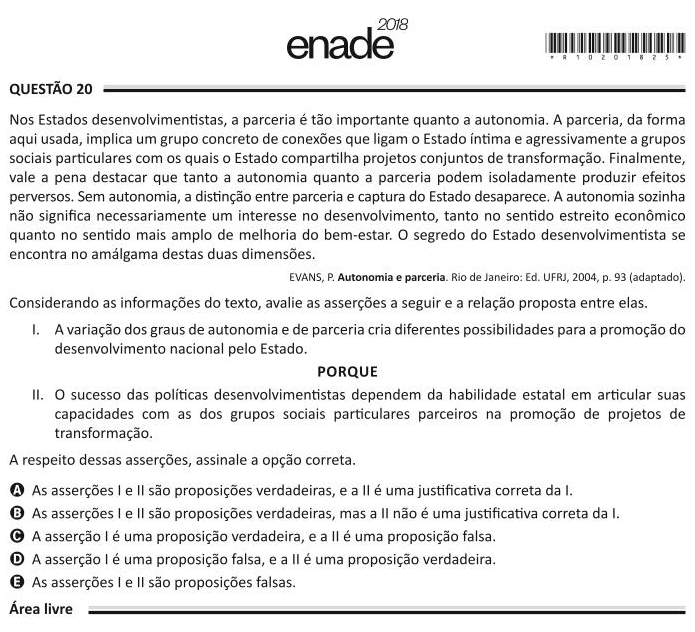 enade 2018
* R 1 0 2 0 1 8 2 5 *
QUESTÃO 20
Nos Estados desenvolvimentistas, a parceria é tão importante quanto a autonomia. A parceria, da forma
aqui usada, implica um grupo concreto de conexões que ligam o Estado íntima e agressivamente a grupos
sociais particulares com os quais o Estado compartilha projetos conjuntos de transformação. Finalmente,
vale a pena destacar que tanto a autonomia quanto a parceria podem isoladamente produzir efeitos
perversos. Sem autonomia, a distinção entre parceria e captura do Estado desaparece. A autonomia sozinha
não significa necessariamente um interesse no desenvolvimento, tanto no sentido estreito econômico
quanto no sentido mais amplo de melhoria do bem-estar. O segredo do Estado desenvolvimentista se
encontra no amálgama destas duas dimensões.
EVANS, P. Autonomia e parceria. Rio de Janeiro: Ed. UFRJ, 2004, p. 93 (adaptado).
Considerando as informações do texto, avalie as asserções a seguir e a relação proposta entre elas.
I. A variação dos graus de autonomia e de parceria cria diferentes possibilidades para a promoção do
desenvolvimento nacional pelo Estado.
PORQUE
II. O sucesso das políticas desenvolvimentistas dependem da habilidade estatal em articular suas
capacidades com as dos grupos sociais particulares parceiros na promoção de projetos de
transformação.
A respeito dessas asserções, assinale a opção correta.
A As asserções I e II são proposições verdadeiras, e a II é uma justificativa correta da I.
B As asserções I e II são proposições verdadeiras, mas a II não é uma justificativa correta da I.
C A asserção I é uma proposição verdadeira, e a II é uma proposição falsa.
D A asserção I é uma proposição falsa, e a II é uma proposição verdadeira.
E As asserções I e II são proposições falsas.
Área livre